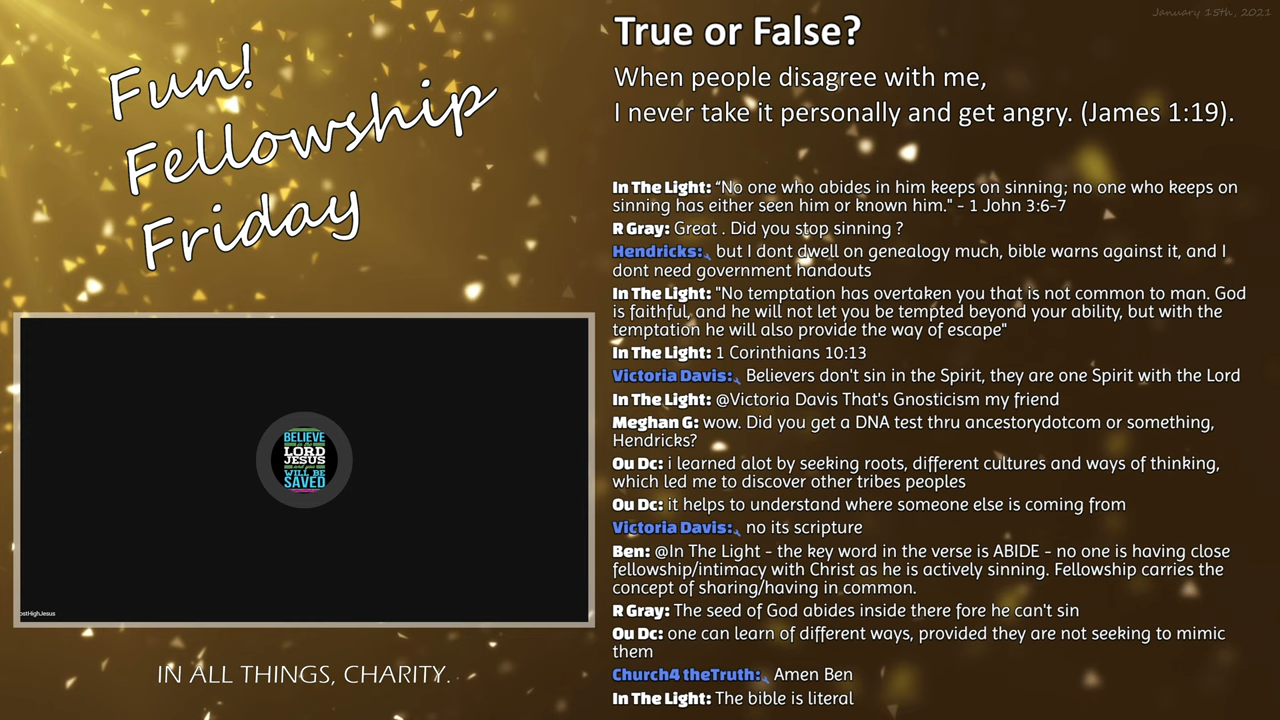 January 15th, 2021
Fun!
Fellowship
Friday
True or False?
When people disagree with me,
I never take it personally and get angry. (James 1:19).
In The Light: “No one who abides in him keeps on sinning; no one who keeps on
sinning has either seen him or known him." - 1 John 3:6-7
R Gray: Great . Did you stop sinning ?
Hendricks: but I dont dwell on genealogy much, bible warns against it, and I
dont need government handouts
In The Light: "No temptation has overtaken you that is not common to man. God
is faithful, and he will not let you be tempted beyond your ability, but with the
temptation he will also provide the way of escape"
In The Light: 1 Corinthians 10:13
Victoria Davis: Believers don't sin in the Spirit, they are one Spirit with the Lord
In The Light: @Victoria Davis That's Gnosticism my friend
Meghan G: wow. Did you get a DNA test thru ancestorydotcom or something,
Hendricks?
Ou Dc: i learned alot by seeking roots, different cultures and ways of thinking,
which led me to discover other tribes peoples
Ou Dc: it helps to understand where someone else is coming from
Victoria Davis: no its scripture
Ben: @In The Light - the key word in the verse is ABIDE - no one is having close
fellowship/intimacy with Christ as he is actively sinning. Fellowship carries the
concept of sharing/having in common.
R Gray: The seed of God abides inside there fore he can't sin
Ou Dc: one can learn of different ways, provided they are not seeking to mimic
them
Church4 theTruth: Amen Ben
In The Light: The bible is literal
BELIEVE
LORD
JESUS
WILL BE
SAVED
ostHighJesus
IN ALL THINGS, CHARITY.